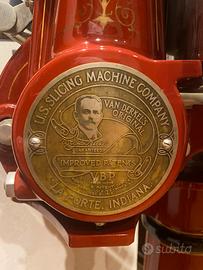 U.S. SLICING MACHINE COMPANY
VAN BERKEL'S
ORIGINAL
IMPROVED PATENTS
V.B.P.
LA PORTE, INDIANA.
subito